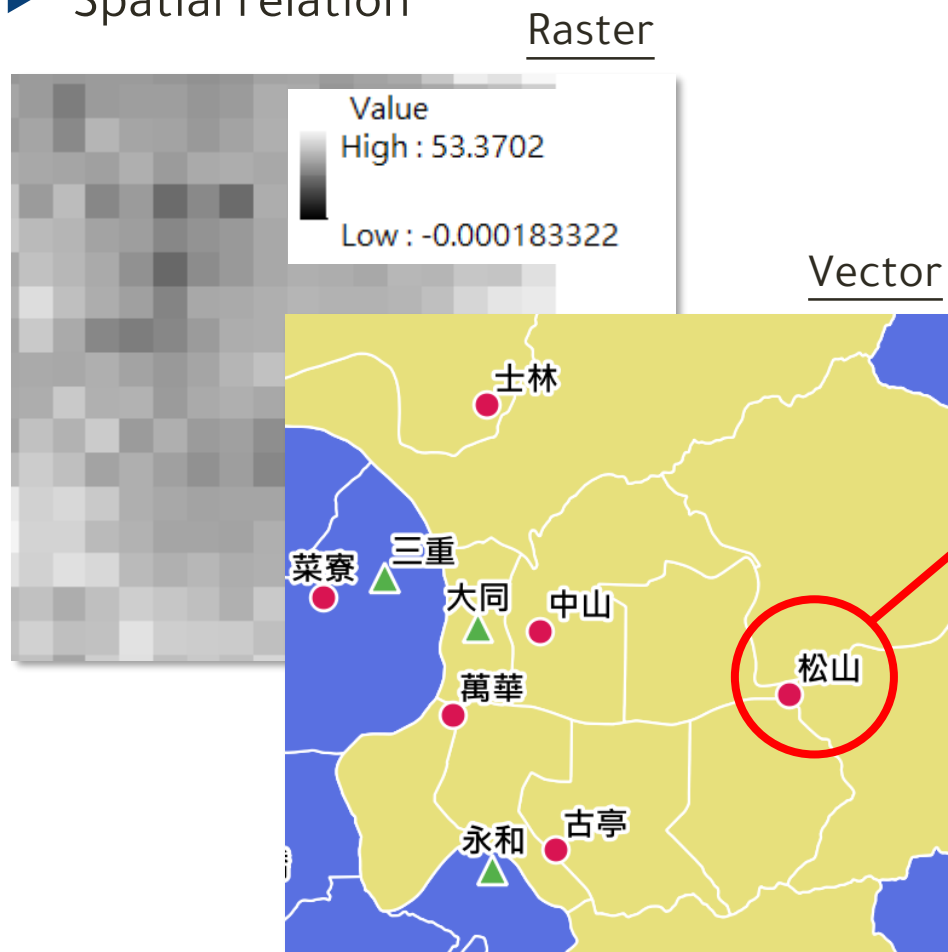 Spatial relation
Raster
Value
High : 53.3702
Low : -0.000183322
Vector
士林
三重
菜寮
大同
中山
松山
萬華
古亭
永和